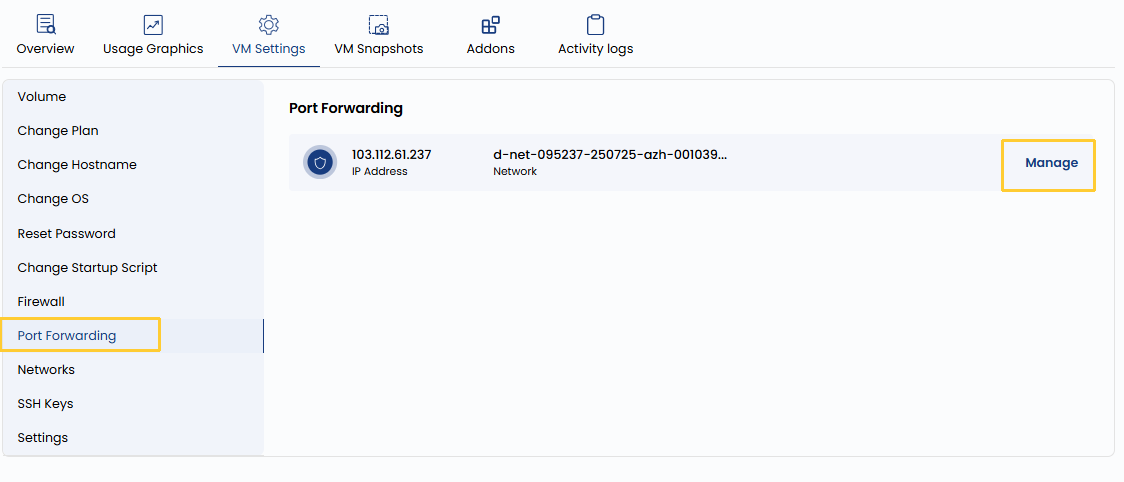 Overview
Usage Graphics
VM Settings
VM Snapshots
Addons
Activity logs
Volume
Change Plan
Change Hostname
Change OS
Reset Password
Change Startup Script
Firewall
Port Forwarding
Networks
SSH Keys
Settings
Port Forwarding
103.112.61.237
IP Address
d-net-095237-250725-azh-001039...
Network
Manage